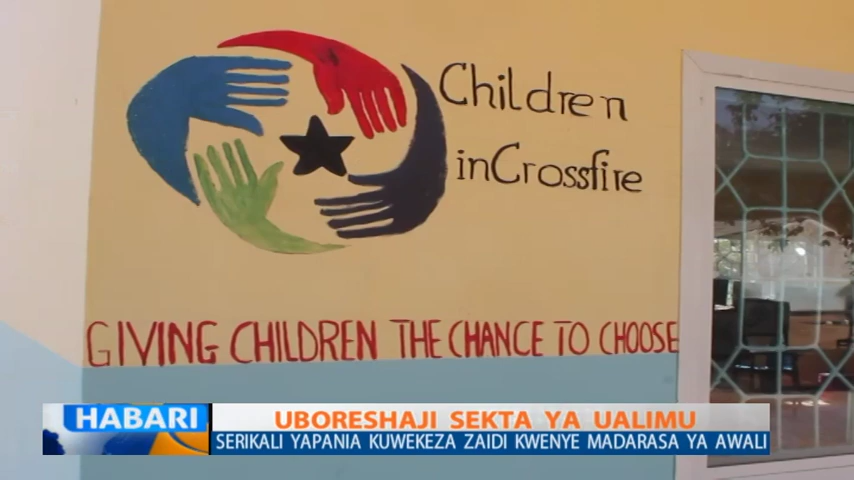 Children
inCrossfire
GIVING CHILDREN THE CHANCE TO CHOOSE
HABARI
UBORESHAJI SEKTA YA UALIMU
SERIKALI YAPANIA KUWEKEZA ZAIDI KWENYE MADARASA YA AWALI